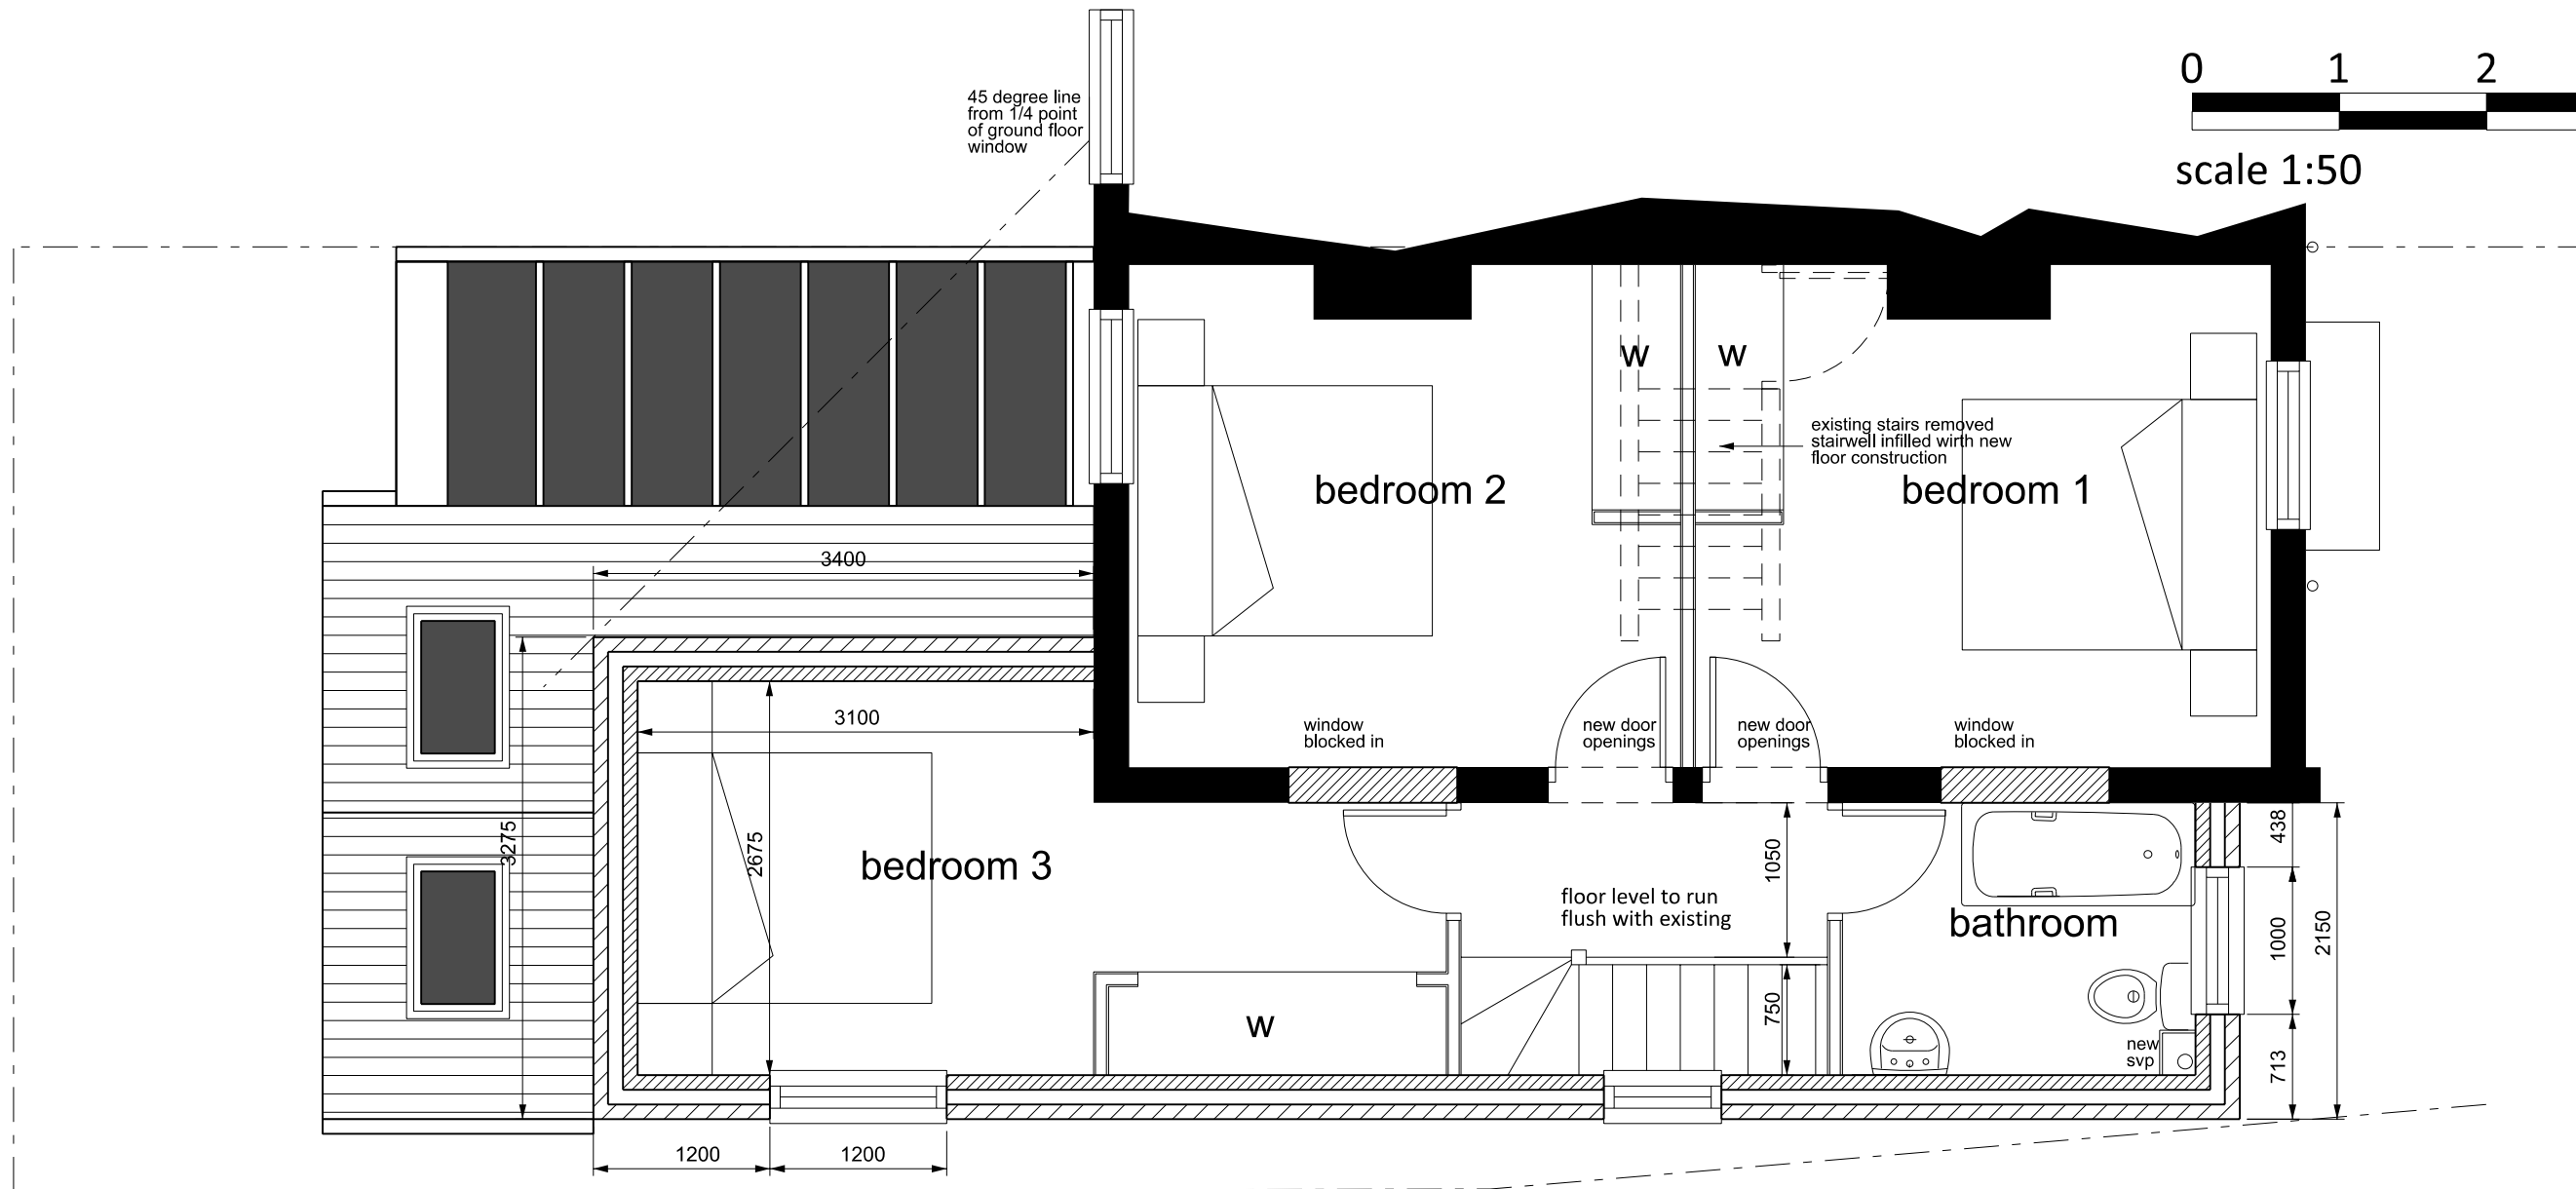 0 1 2
scale 1:50
45 degree line
from 1/4 point
of ground floor
window
W W
existing stairs removed
stairwell infilled wirth new
floor construction
bedroom 2
bedroom 1
3400
3100
window
blocked in
new door
openings
new door
openings
window
blocked in
3275
2675
bedroom 3
1050
438
floor level to run
flush with existing
bathroom
1000
2150
750
W
new
svp
713
1200
1200